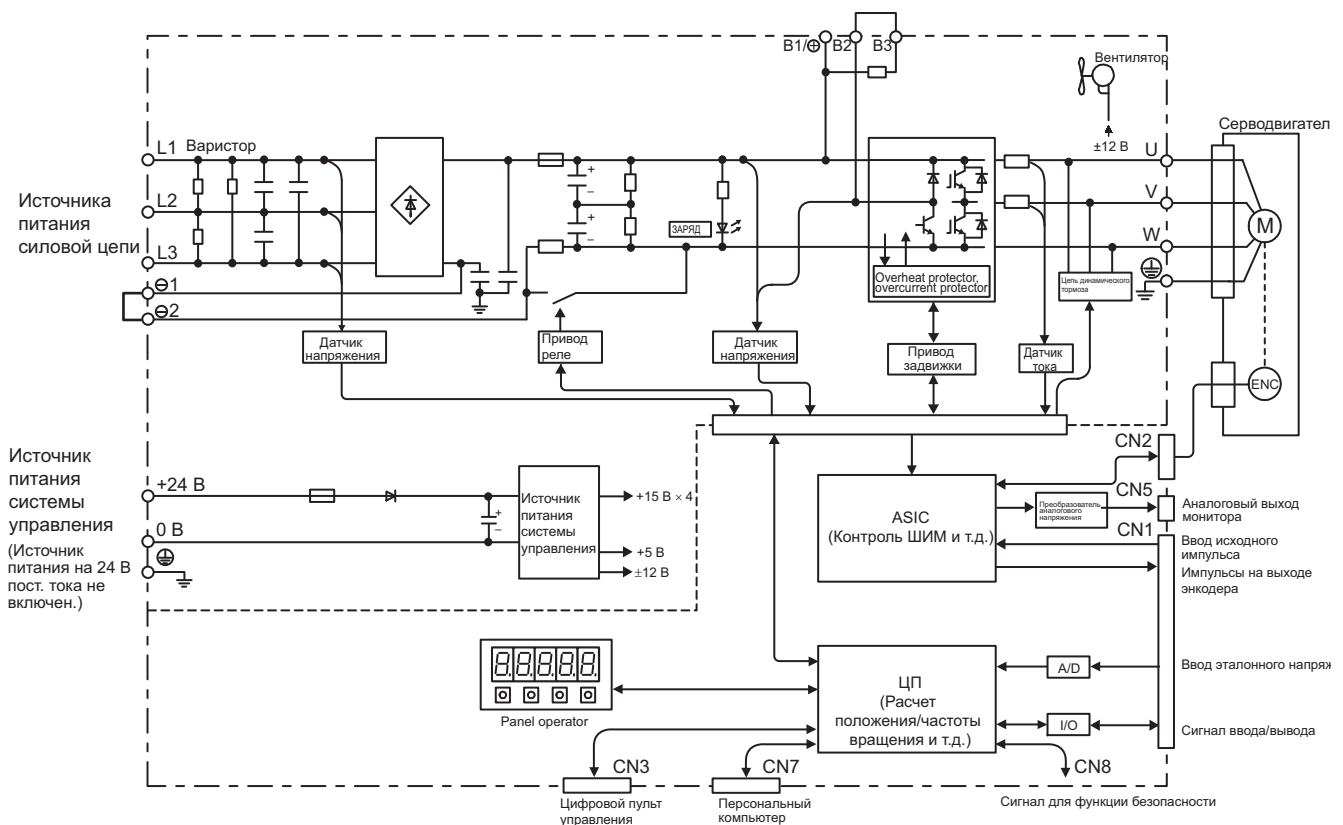 B1/⊕ B2 B3
Вентилятор
±12 В
Серводвигател
L1 Варистор
L2
L3
⊖1
⊖2
Источника
питания
силовой цепи
+
–
+
–
ЗАРЯД
Overheat protector,
overcurrent protector
U
V
W
M
Цепь динамического
тормоза
Датчик
напряжения
Привод
реле
Датчик
напряжения
Привод
задвижки
Датчик
тока
ENC
Источник
питания
системы
управления
(Источник
питания на 24 В
пост. тока не
включен.)
+24 В
0 В
+
–
Источник
питания
системы
управления
+15 В × 4
+5 В
±12 В
ASIC
(Контроль ШИМ и т.д.)
Преобразователь
аналогового
напряжения
CN2
CN5
Аналоговый выход
монитора
CN1
Ввод исходного
импульса
Импульсы на выходе
энкодера
8.8.8.8.8.
Panel operator
ЦП
(Расчет
положения/частоты
вращения и т.д.)
A/D
Ввод эталонного напряж
I/O
Сигнал ввода/вывода
CN3
Цифровой пульт
управления
CN7
Персональный
компьютер
CN8
Сигнал для функции безопасности